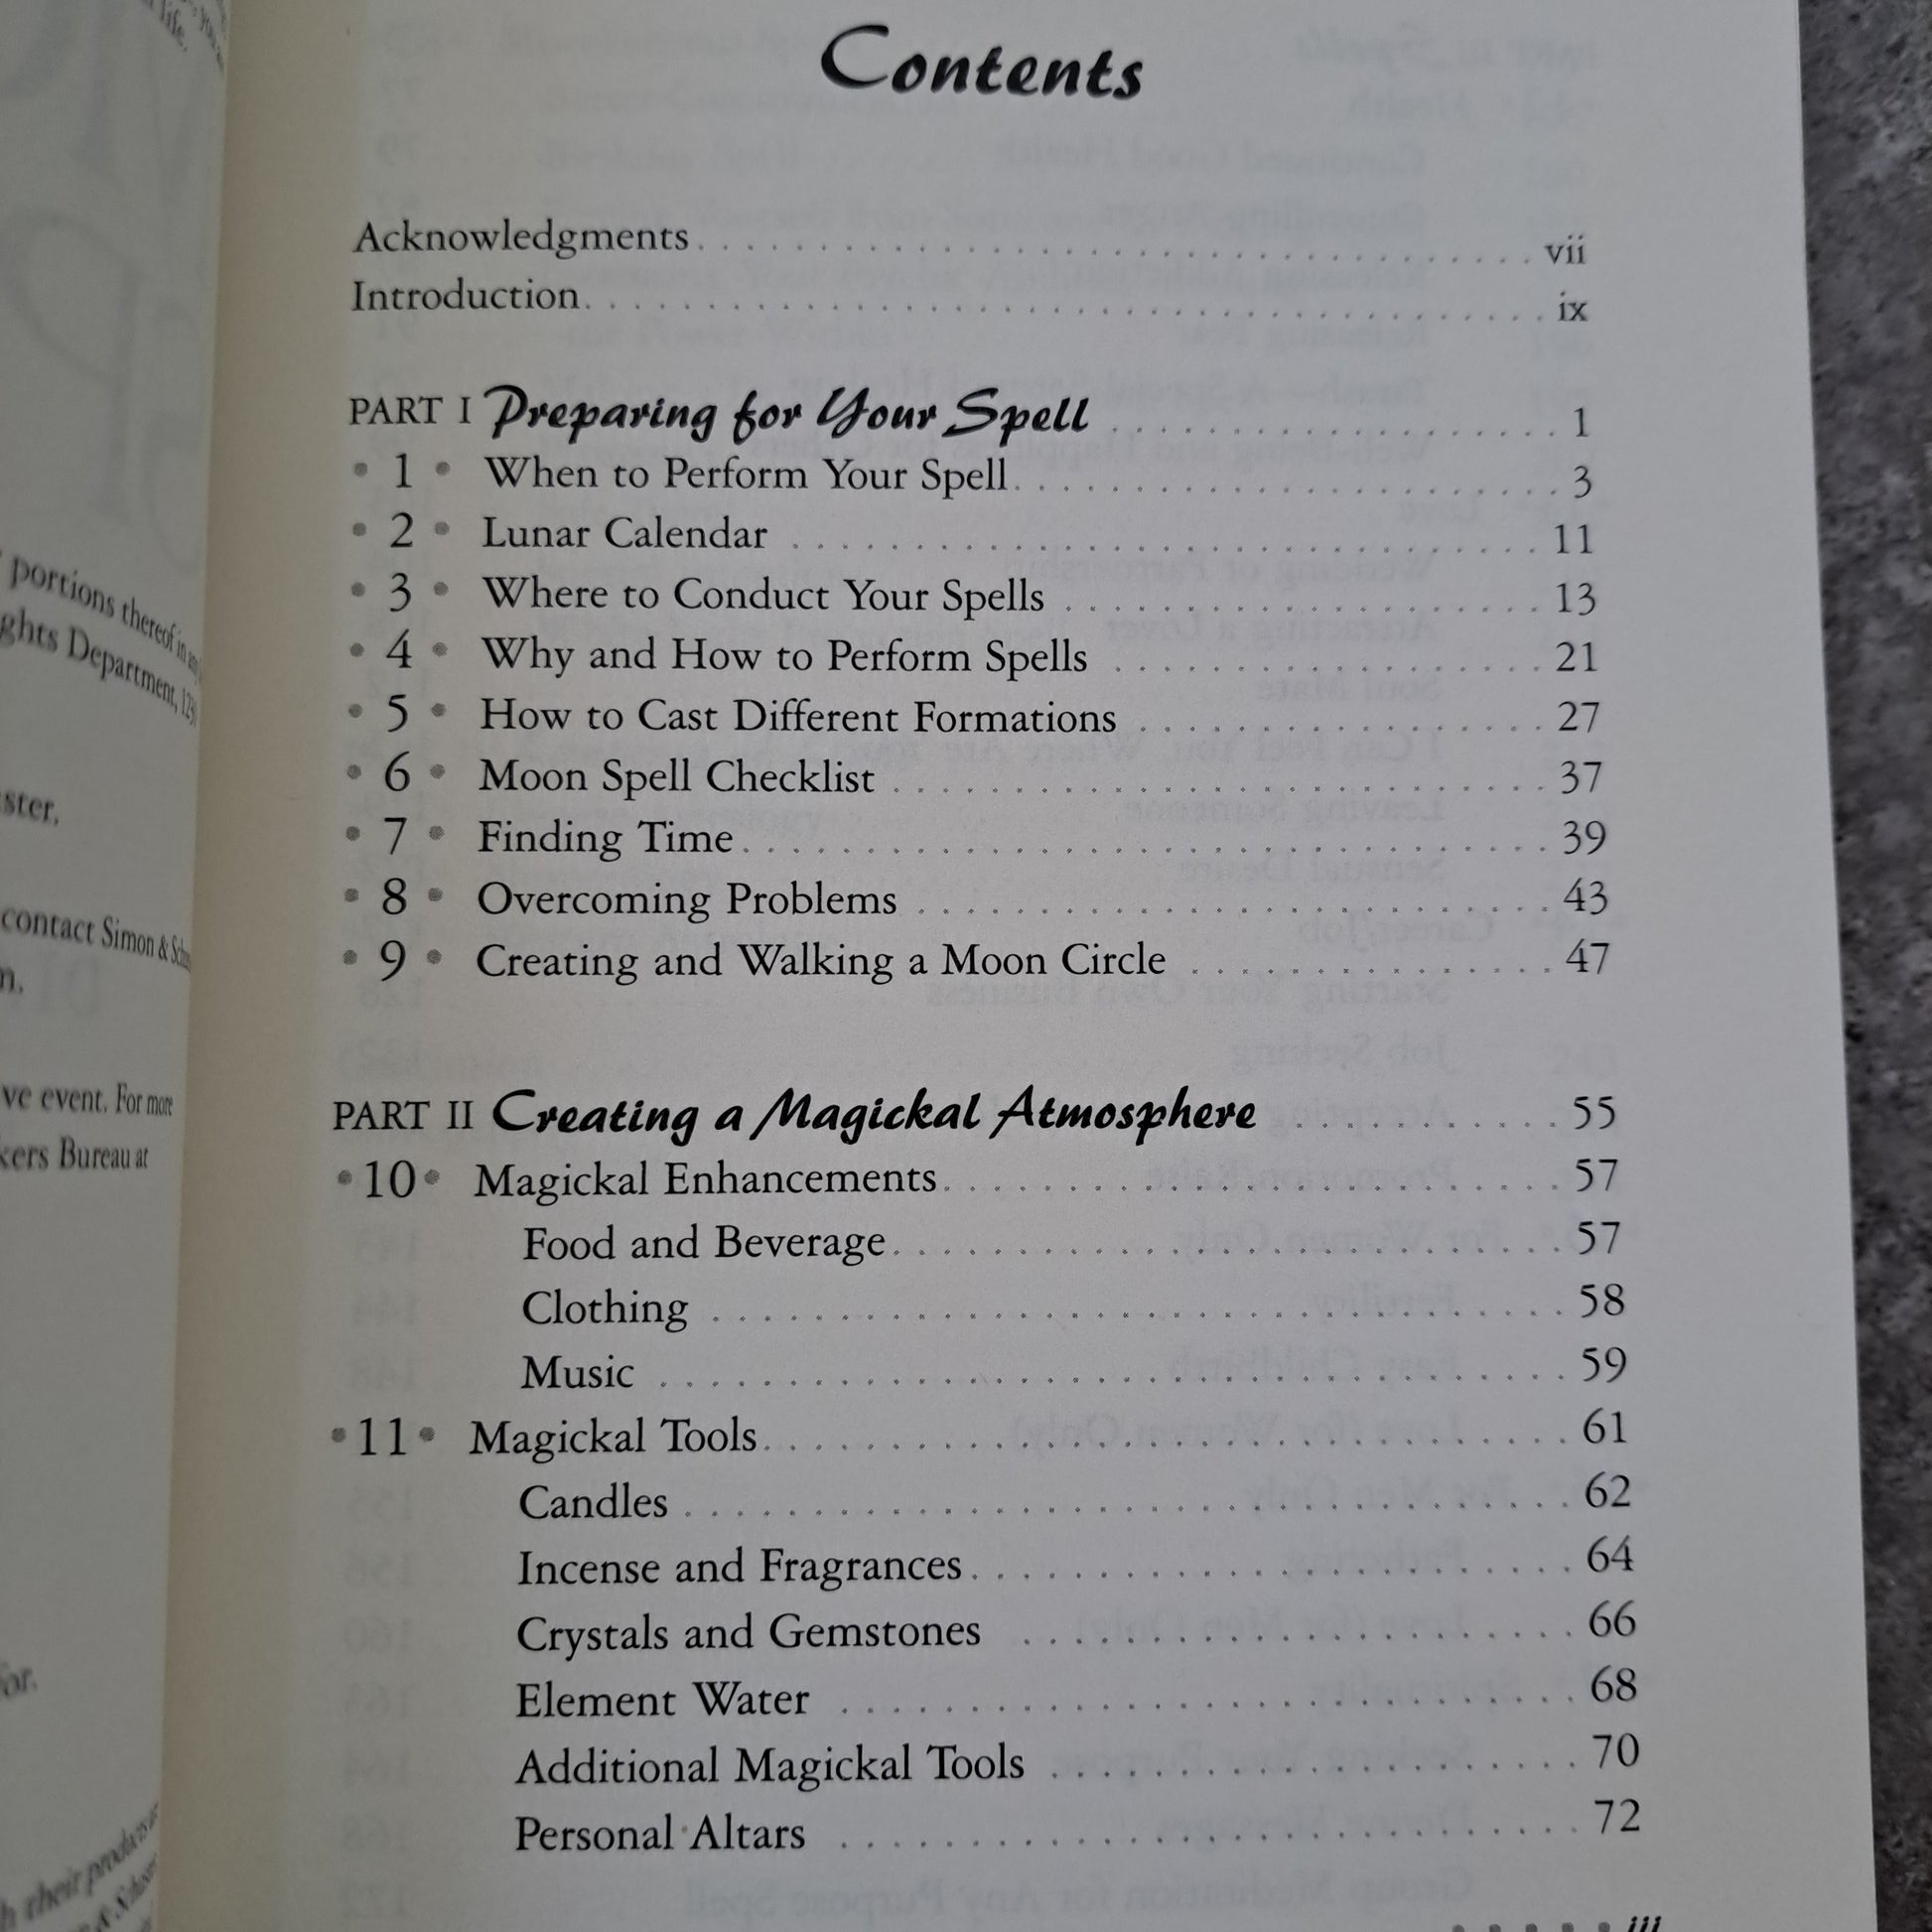 life.
portions thereof in
ghts Department,
ster,
contact Simon &
n.
ve event. For more
kers Bureau at
for.
h their products
Contents
Acknowledgments . . . . . . . . . . . . . . . . . . . . vii
Introduction . . . . . . . . . . . . . . . . . . . . ix
PART I Preparing for Your Spell . . . . . . . . . . 1
• 1 • When to Perform Your Spell . . . . . . . . . . 3
• 2 • Lunar Calendar . . . . . . . . . . 11
• 3 • Where to Conduct Your Spells . . . . . . . . . . 13
• 4 • Why and How to Perform Spells . . . . . . . . . . 21
• 5 • How to Cast Different Formations . . . . . . . . . . 27
• 6 • Moon Spell Checklist . . . . . . . . . . 37
• 7 • Finding Time . . . . . . . . . . 39
• 8 • Overcoming Problems . . . . . . . . . . 43
• 9 • Creating and Walking a Moon Circle . . . . . . . . . . 47
PART II Creating a Magickal Atmosphere . . . . . . . . . . 55
• 10 • Magickal Enhancements . . . . . . . . . . 57
Food and Beverage . . . . . . . . . . 57
Clothing . . . . . . . . . . 58
Music . . . . . . . . . . 59
• 11 • Magickal Tools . . . . . . . . . . 61
Candles . . . . . . . . . . 62
Incense and Fragrances . . . . . . . . . . 64
Crystals and Gemstones . . . . . . . . . . 66
Element Water . . . . . . . . . . 68
Additional Magickal Tools . . . . . . . . . . 70
Personal Altars . . . . . . . . . . 72
• • • • • iii